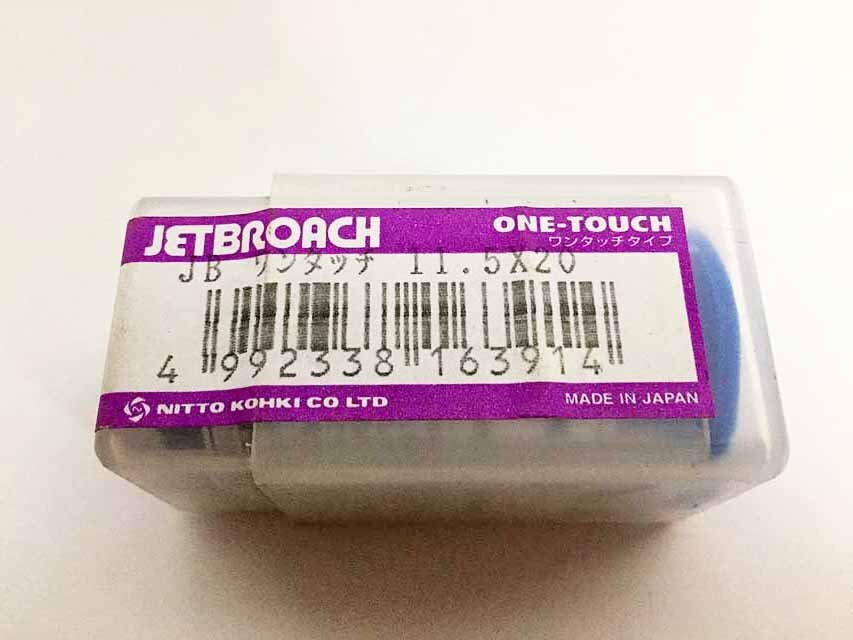 JETBROACH
ONE-TOUCH
ワンタッチタイプ
JB ワンタッチ 11.5X20
4 992338 163914
NITTO KOHKI CO LTD
MADE IN JAPAN